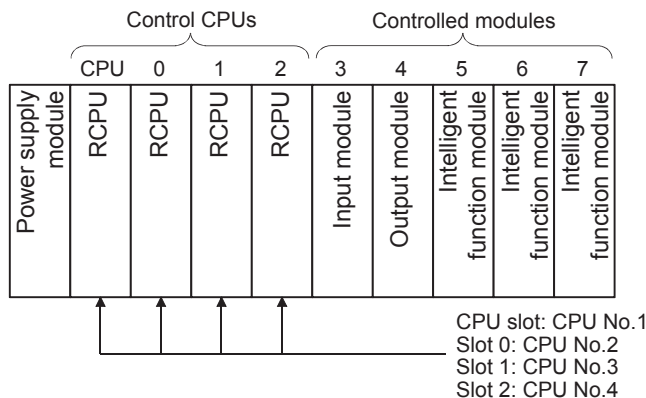 Control CPUs
Controlled modules
CPU 0 1 2 3 4 5 6 7
Power supply
module
RCPU
RCPU
RCPU
RCPU
Input module
Output module
Intelligent
function module
Intelligent
function module
Intelligent
function module
CPU slot: CPU No.1
Slot 0: CPU No.2
Slot 1: CPU No.3
Slot 2: CPU No.4